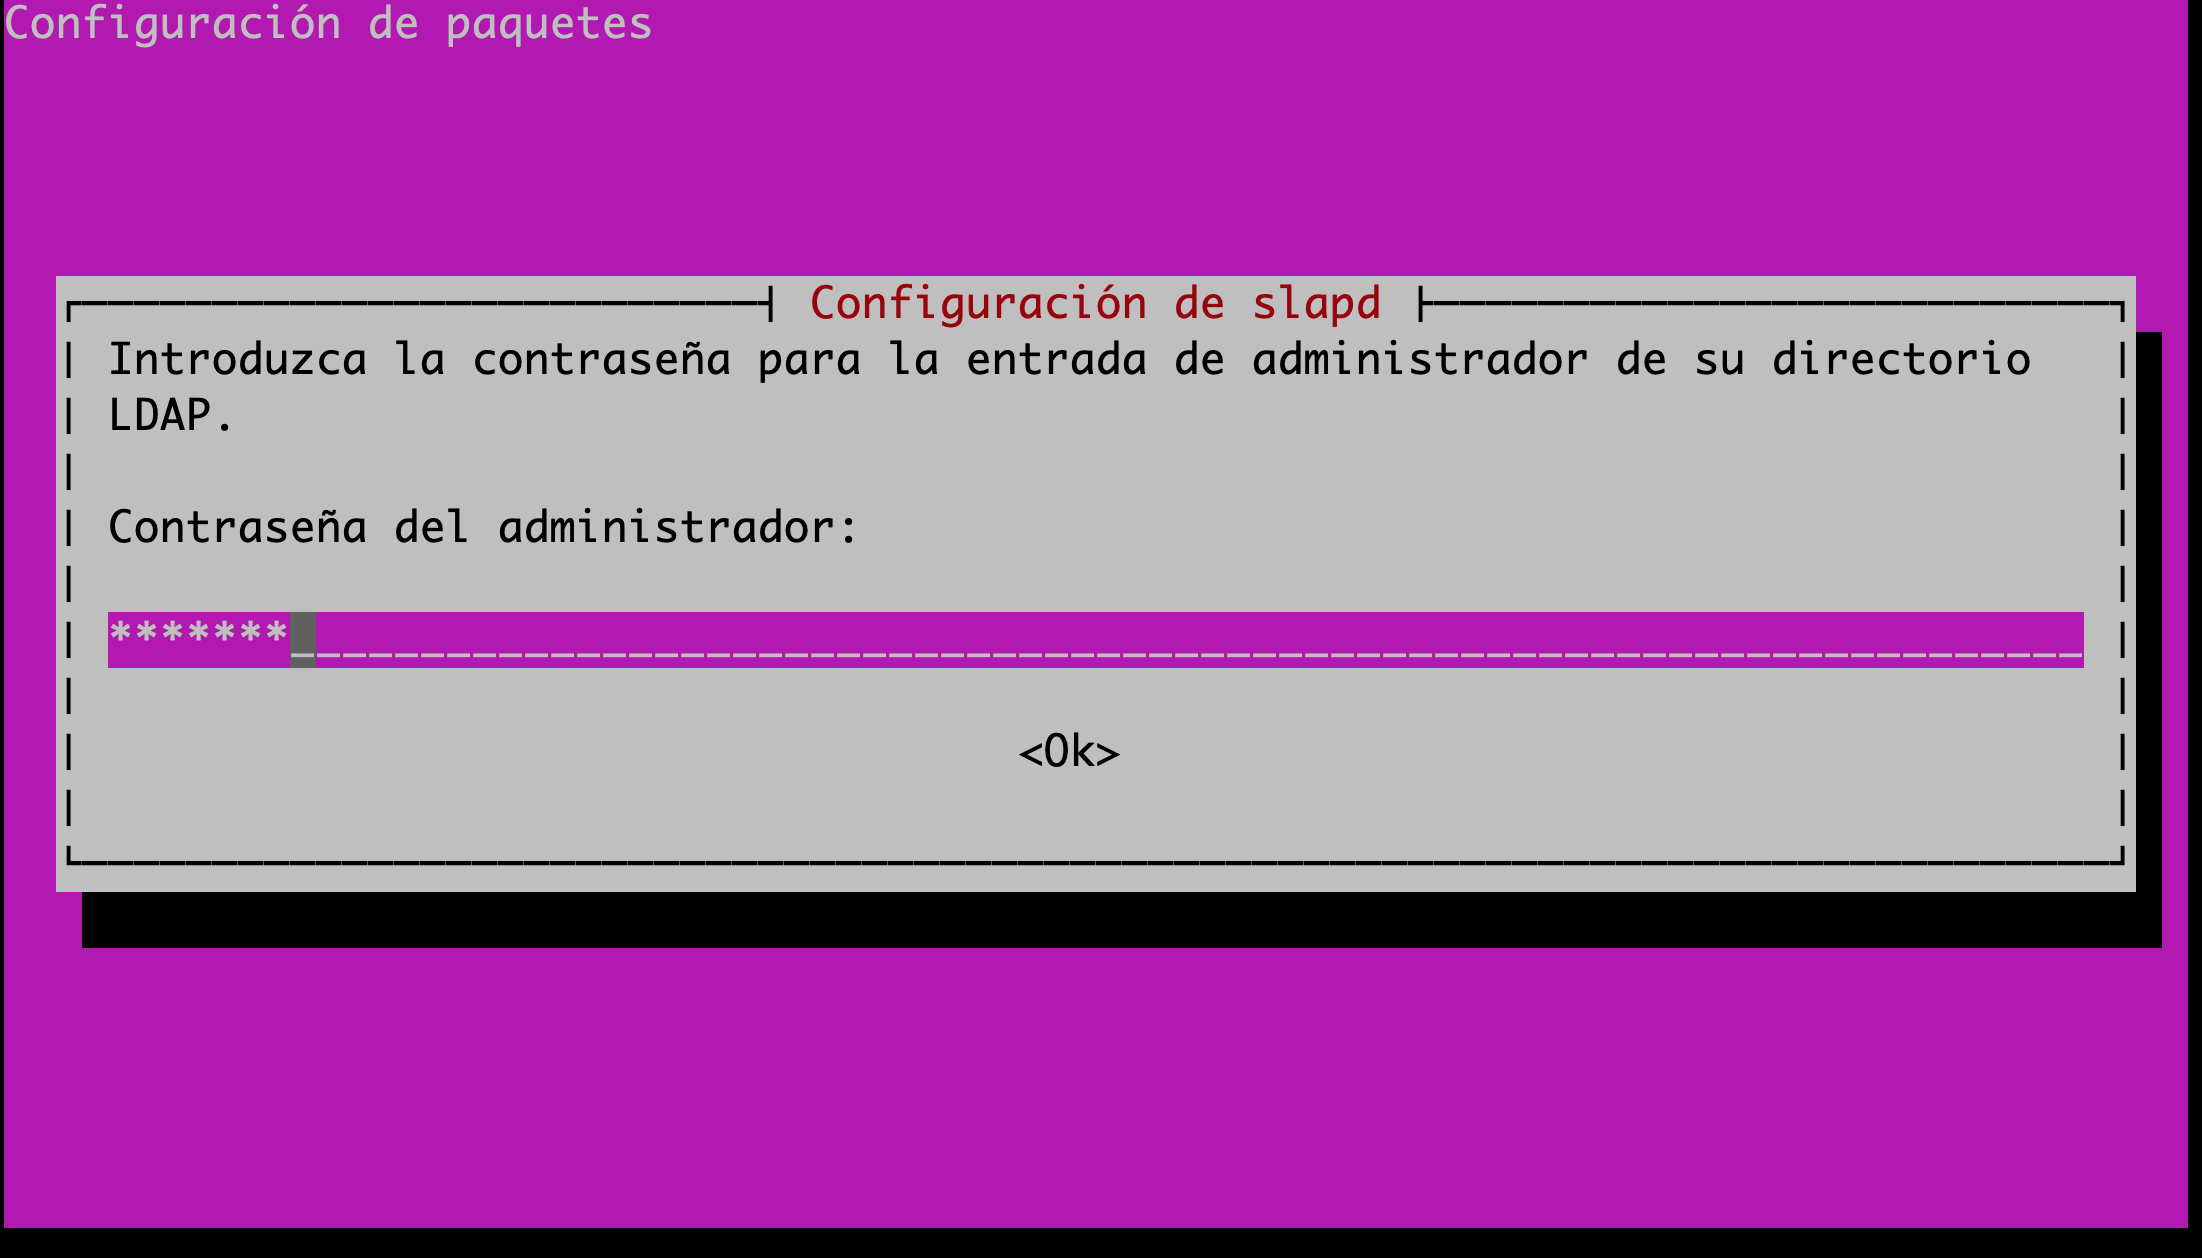 Configuración de paquetes
Configuración de slapd
Introduzca la contraseña para la entrada de administrador de su directorio
LDAP.
Contraseña del administrador:
*******_____________________________________________________________________
<Ok>